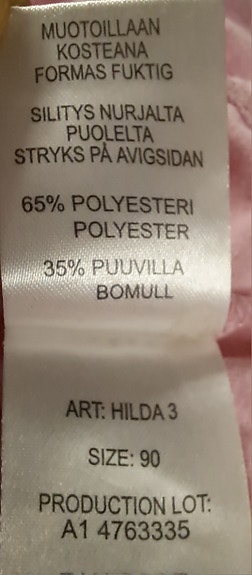 MUOTOILLAAN
KOSTEANA
FORMAS FUKTIG
SILITYS NURJALTA
PUOLELTA
STRYKS PÅ AVIGSIDAN
65% POLYESTERI
POLYESTER
35% PUUVILLA
BOMULL
ART: HILDA 3
SIZE: 90
PRODUCTION LOT:
A1 4763335